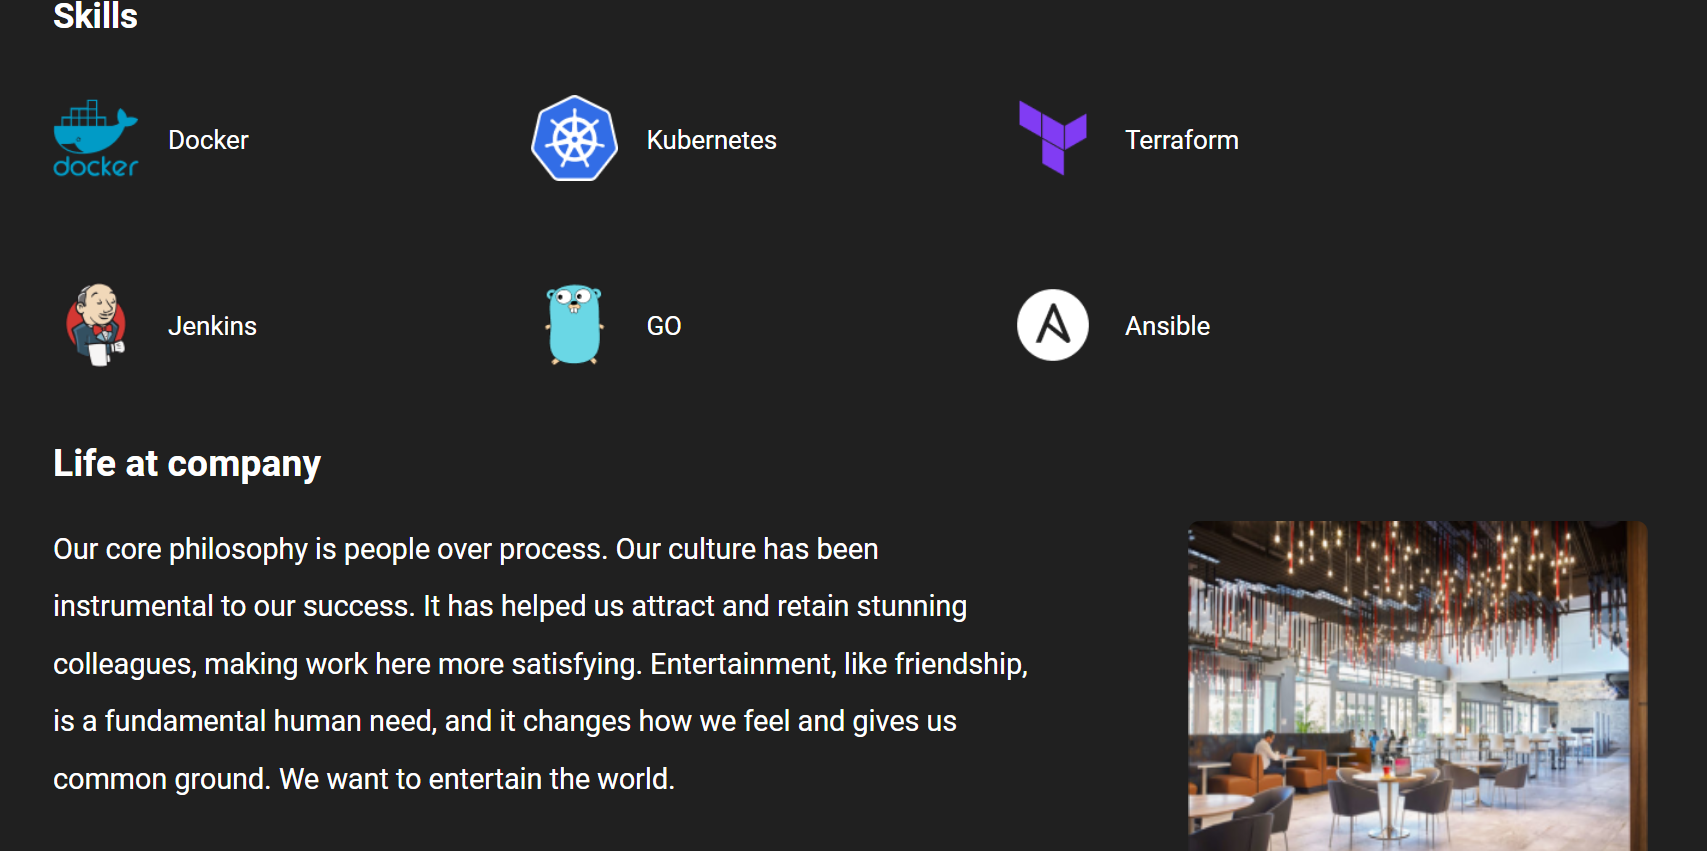 Skills
docker
Docker
Kubernetes
Terraform
Jenkins
GO
Ansible
Life at company
Our core philosophy is people over process. Our culture has been
instrumental to our success. It has helped us attract and retain stunning
colleagues, making work here more satisfying. Entertainment, like friendship,
is a fundamental human need, and it changes how we feel and gives us
common ground. We want to entertain the world.